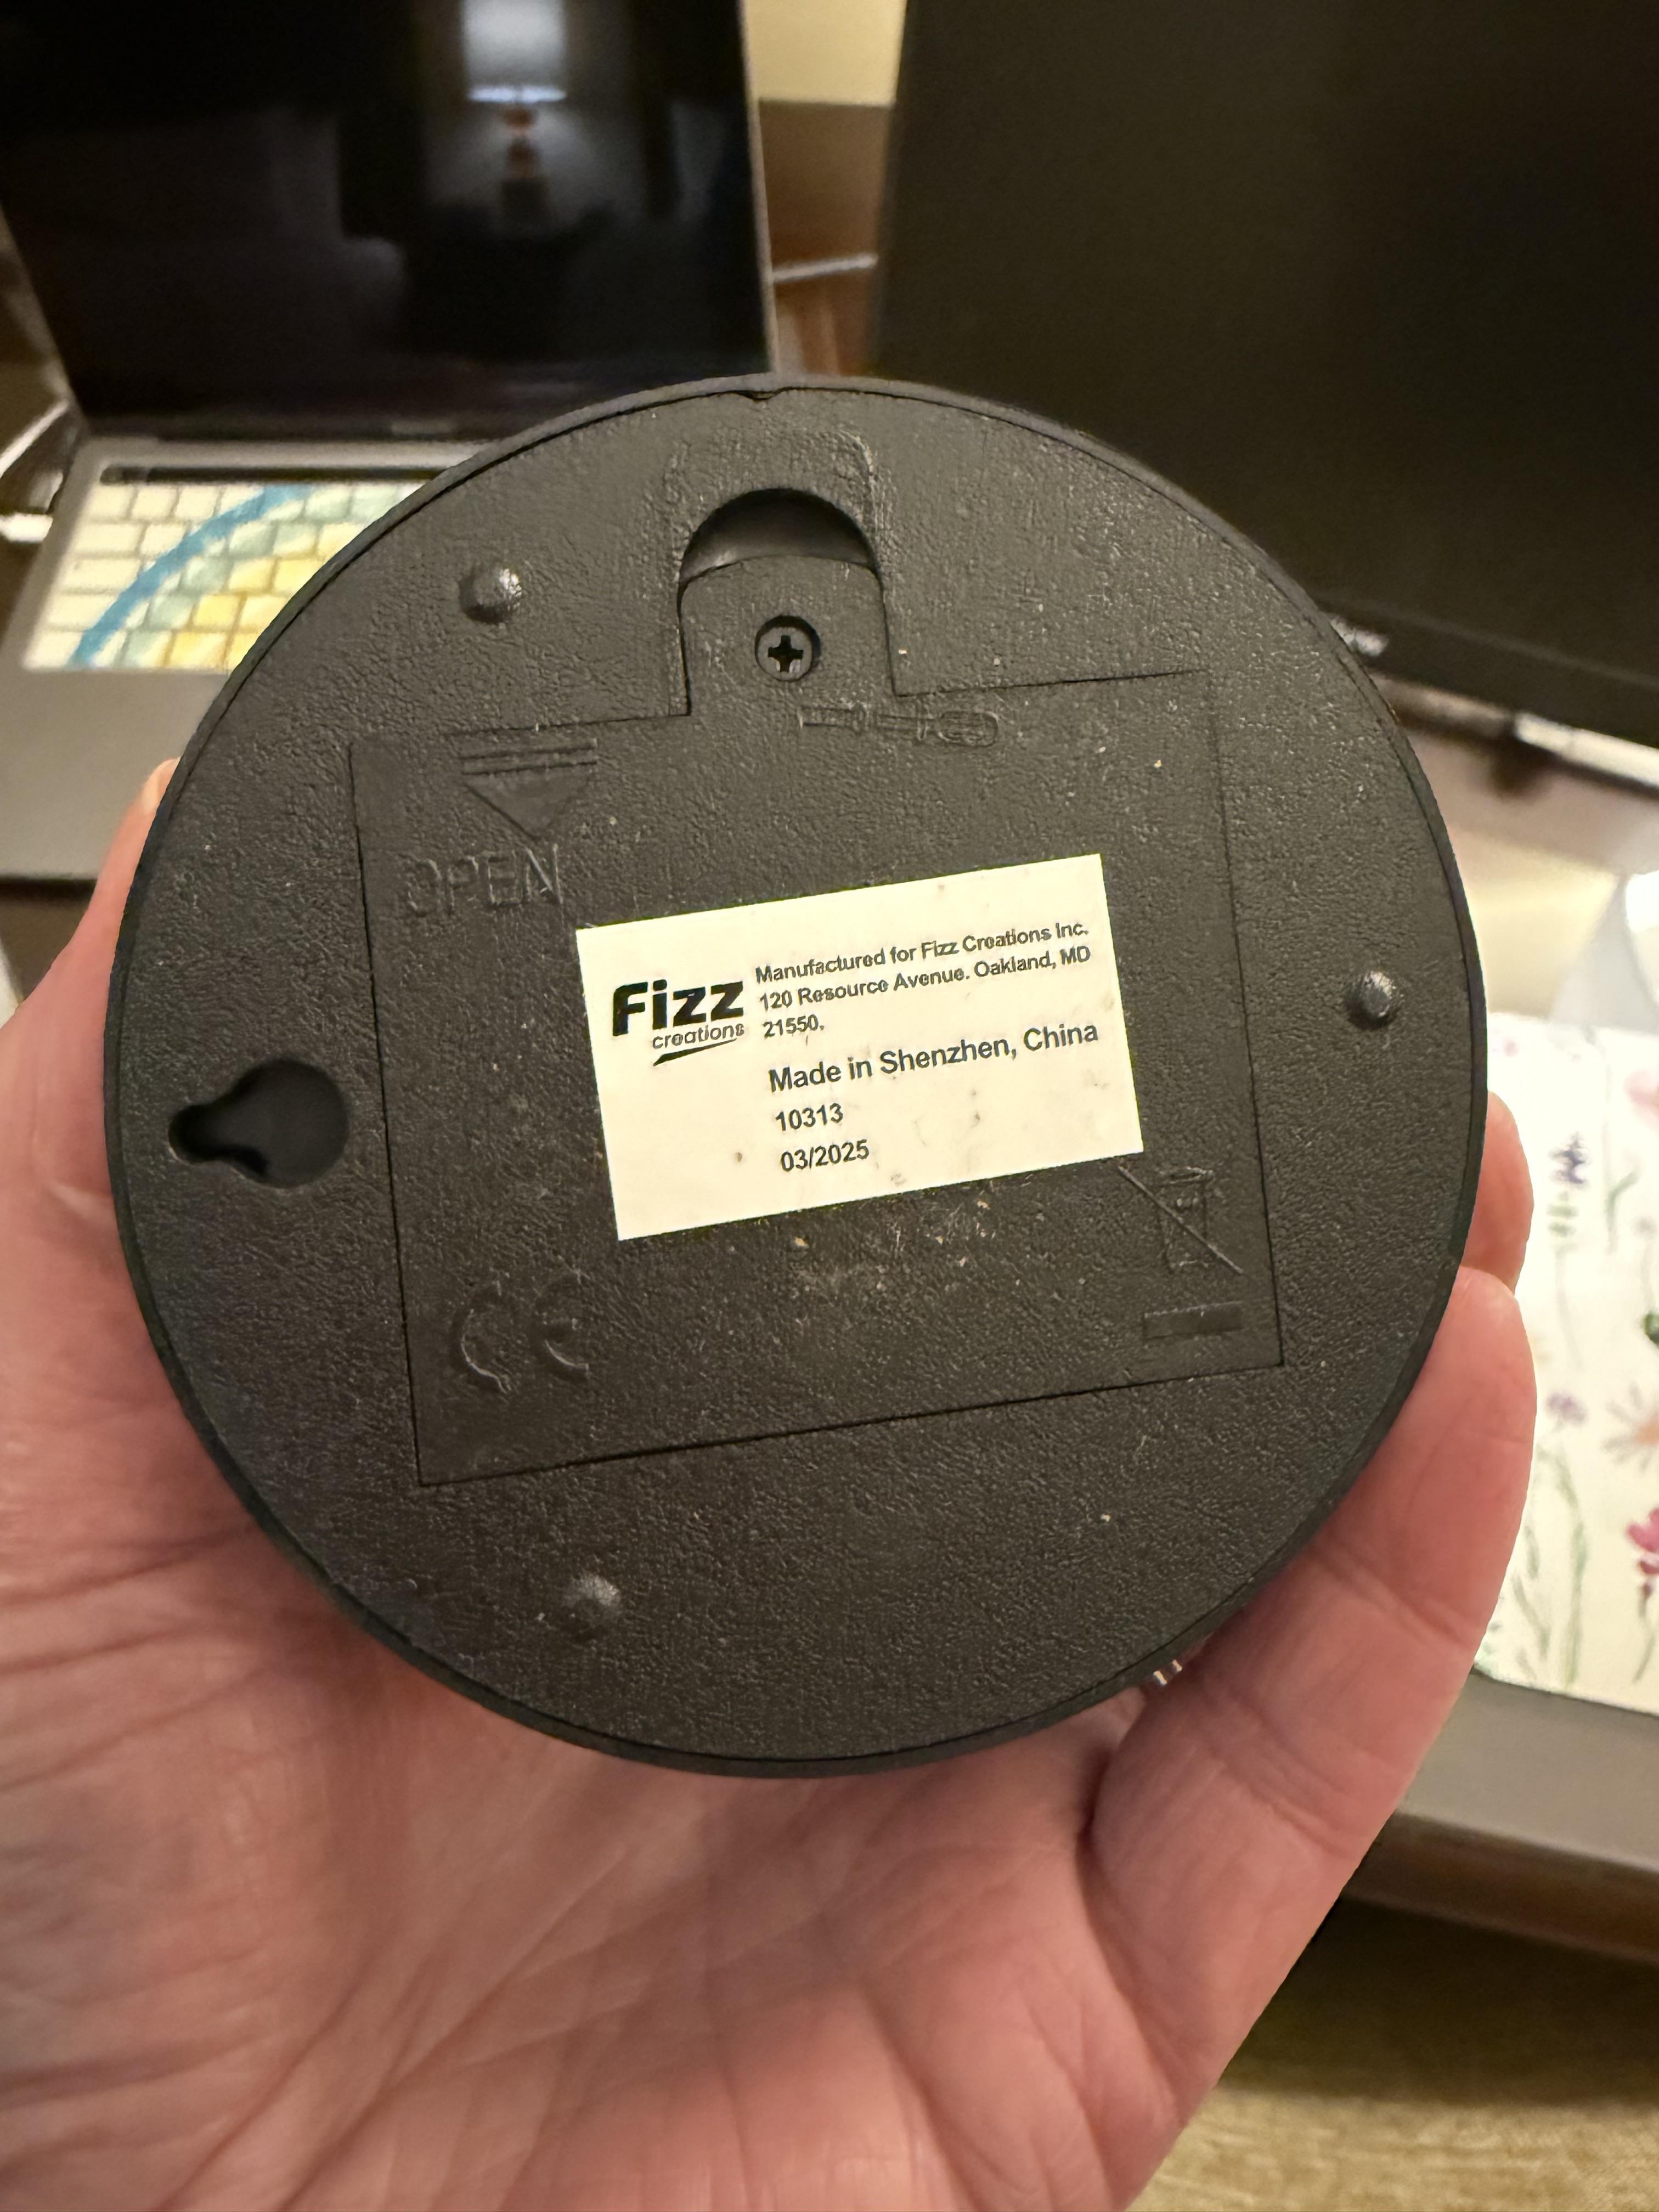 OPEN
Fizz
creations
Manufactured for Fizz Creations Inc.
120 Resource Avenue. Oakland, MD
21550,
Made in Shenzhen, China
10313
03/2025
CE